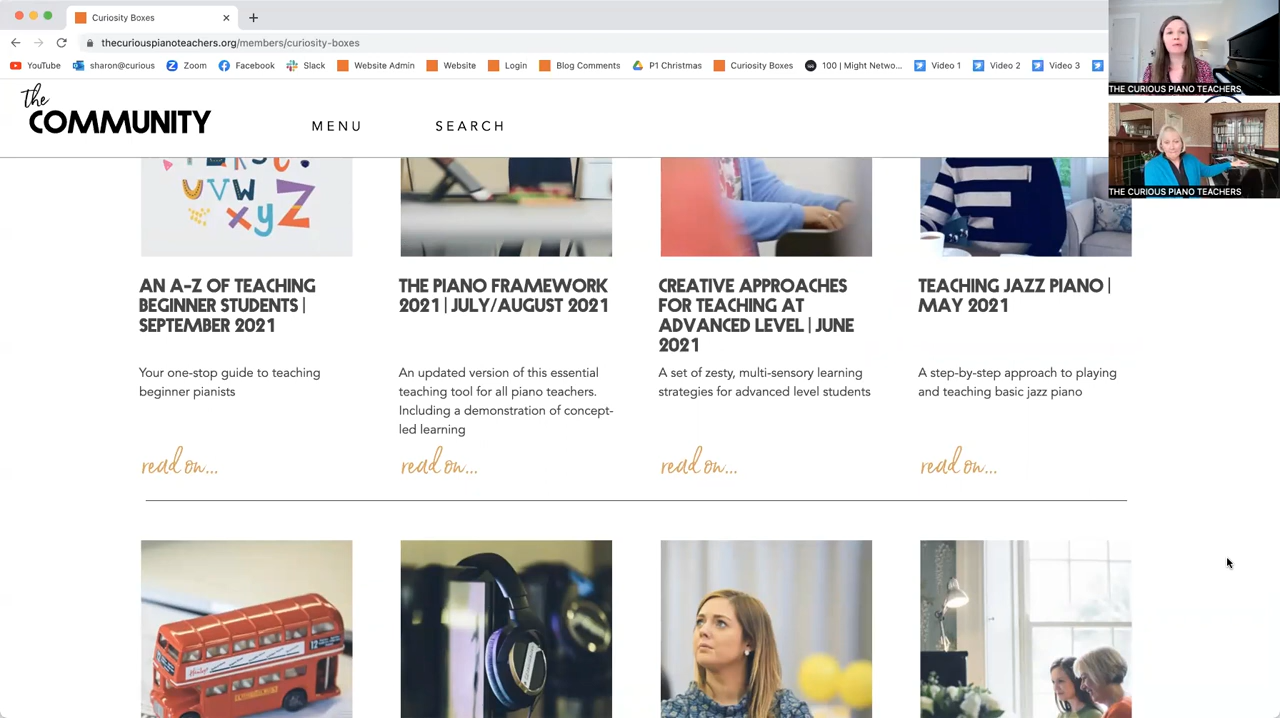 Curiosity Boxes
thecuriouspianoteachers.org/members/curiosity-boxes
YouTube
sharon@curious
Zoom
Facebook
Slack
Website Admin
Website
Login
Blog Comments
P1 Christmas
Curiosity Boxes
100 | Might Netwo...
Video 1
Video 2
Video 3
THE CURIOUS PIANO TEACHERS
THE CURIOUS PIANO TEACHERS
the
COMMUNITY
MENU
SEARCH
UVW
XYZ
AN A-Z OF TEACHING
BEGINNER STUDENTS |
SEPTEMBER 2021
Your one-stop guide to teaching
beginner pianists
read on...
THE PIANO FRAMEWORK
2021 | JULY/AUGUST 2021
An updated version of this essential
teaching tool for all piano teachers.
Including a demonstration of concept-
led learning
read on...
CREATIVE APPROACHES
FOR TEACHING AT
ADVANCED LEVEL | JUNE
2021
A set of zesty, multi-sensory learning
strategies for advanced level students
read on...
TEACHING JAZZ PIANO |
MAY 2021
A step-by-step approach to playing
and teaching basic jazz piano
read on...